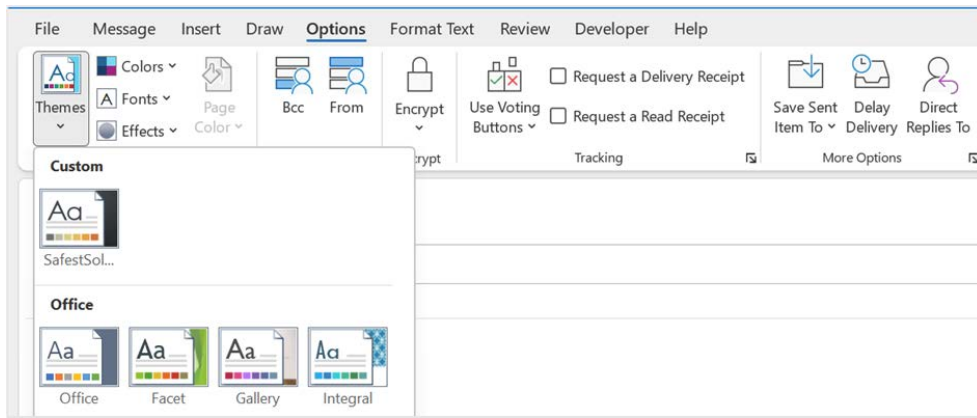 File Message Insert Draw Options Format Text Review Developer Help
Aa
Themes
Colors
A Fonts
Effects
Page
Color
Bcc
From
Encrypt
Use Voting
Buttons
Request a Delivery Receipt
Request a Read Receipt
Save Sent
Item To
Delay
Delivery
Direct
Replies To
crypt
Tracking
More Options
Custom
Aa
SafestSol...
Office
Aa Aa Aa Aa
Office Facet Gallery Integral